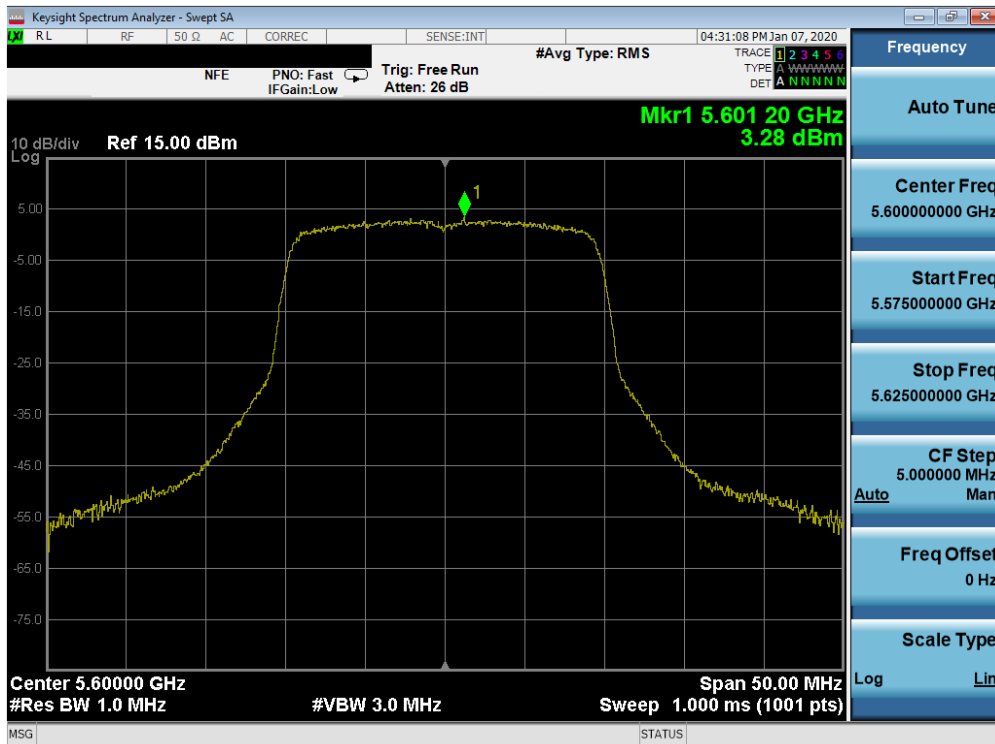 Keysight Spectrum Analyzer - Swept SA
LXI RL RF 50 Ω AC CORREC SENSE:INT 04:31:08 PM Jan 07, 2020
NFE PNO: Fast Trig: Free Run #Avg Type: RMS TRACE 1 2 3 4 5 6
IFGain:Low Atten: 26 dB TYPE A WWWWW
DET A N N N N N
Mkr1 5.601 20 GHz
3.28 dBm
10 dB/div Ref 15.00 dBm
Log
1
5.00
-5.00
-15.0
-25.0
-35.0
-45.0
-55.0
-65.0
-75.0
Center 5.60000 GHz Span 50.00 MHz
#Res BW 1.0 MHz #VBW 3.0 MHz Sweep 1.000 ms (1001 pts)
MSG STATUS
Frequency
Auto Tune
Center Freq
5.600000000 GHz
Start Freq
5.575000000 GHz
Stop Freq
5.625000000 GHz
CF Step
5.000000 MHz
Auto Man
Freq Offset
0 Hz
Scale Type
Log Lin